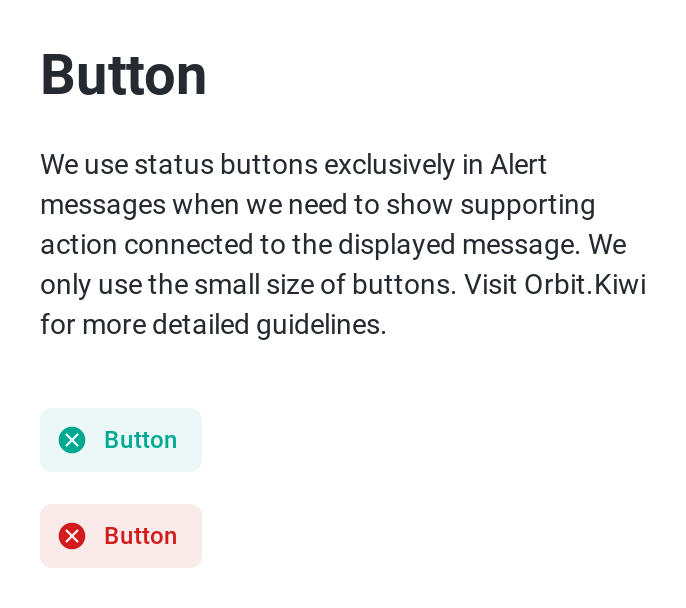 Button
We use status buttons exclusively in Alert
messages when we need to show supporting
action connected to the displayed message. We
only use the small size of buttons. Visit Orbit.Kiwi
for more detailed guidelines.
Button
Button